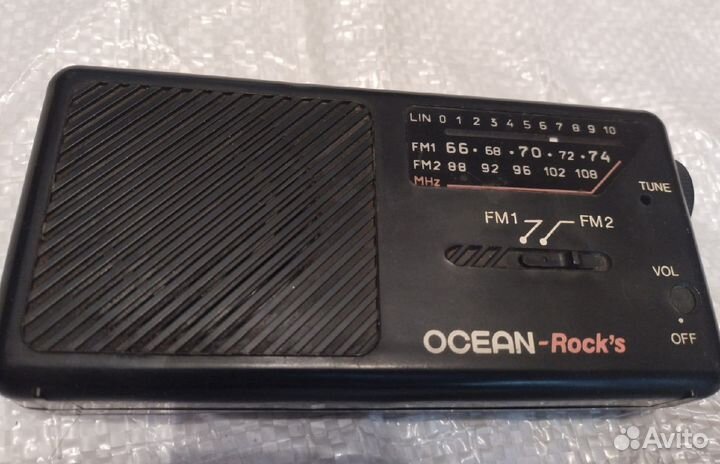 LIN 0 1 2 3 4 5 6 7 8 9 10
FM1 66 • 68 • 70 • 72 • 74
FM2 88 92 96 102 108
MHz
TUNE
FM1 FM2
VOL
OFF
OCEAN-Rock's
Avito